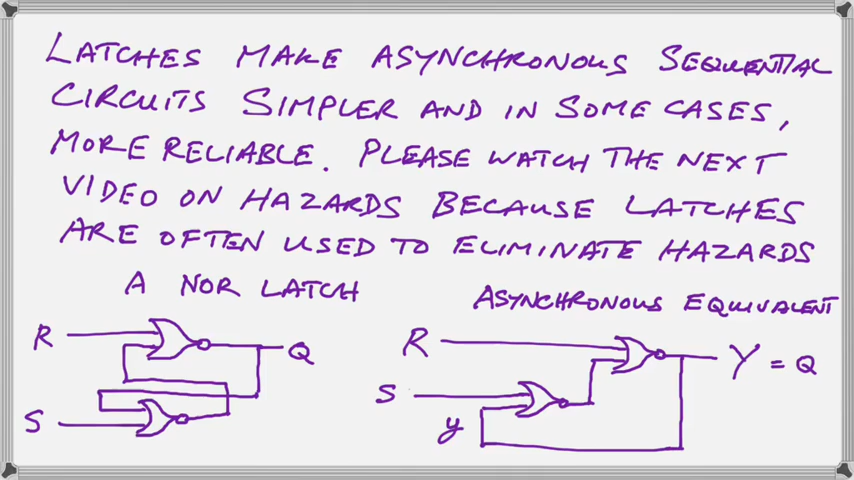 LATCHES MAKE ASYNCHRONOUS SEQUENTIAL
CIRCUITS SIMPLER AND IN SOME CASES,
MORE RELIABLE. PLEASE WATCH THE NEXT
VIDEO ON HAZARDS BECAUSE LATCHES
ARE OFTEN USED TO ELIMINATE HAZARDS
A NOR LATCH
ASYNCHRONOUS EQUIVALENT
R
Q
S
R
Y = Q
S
y